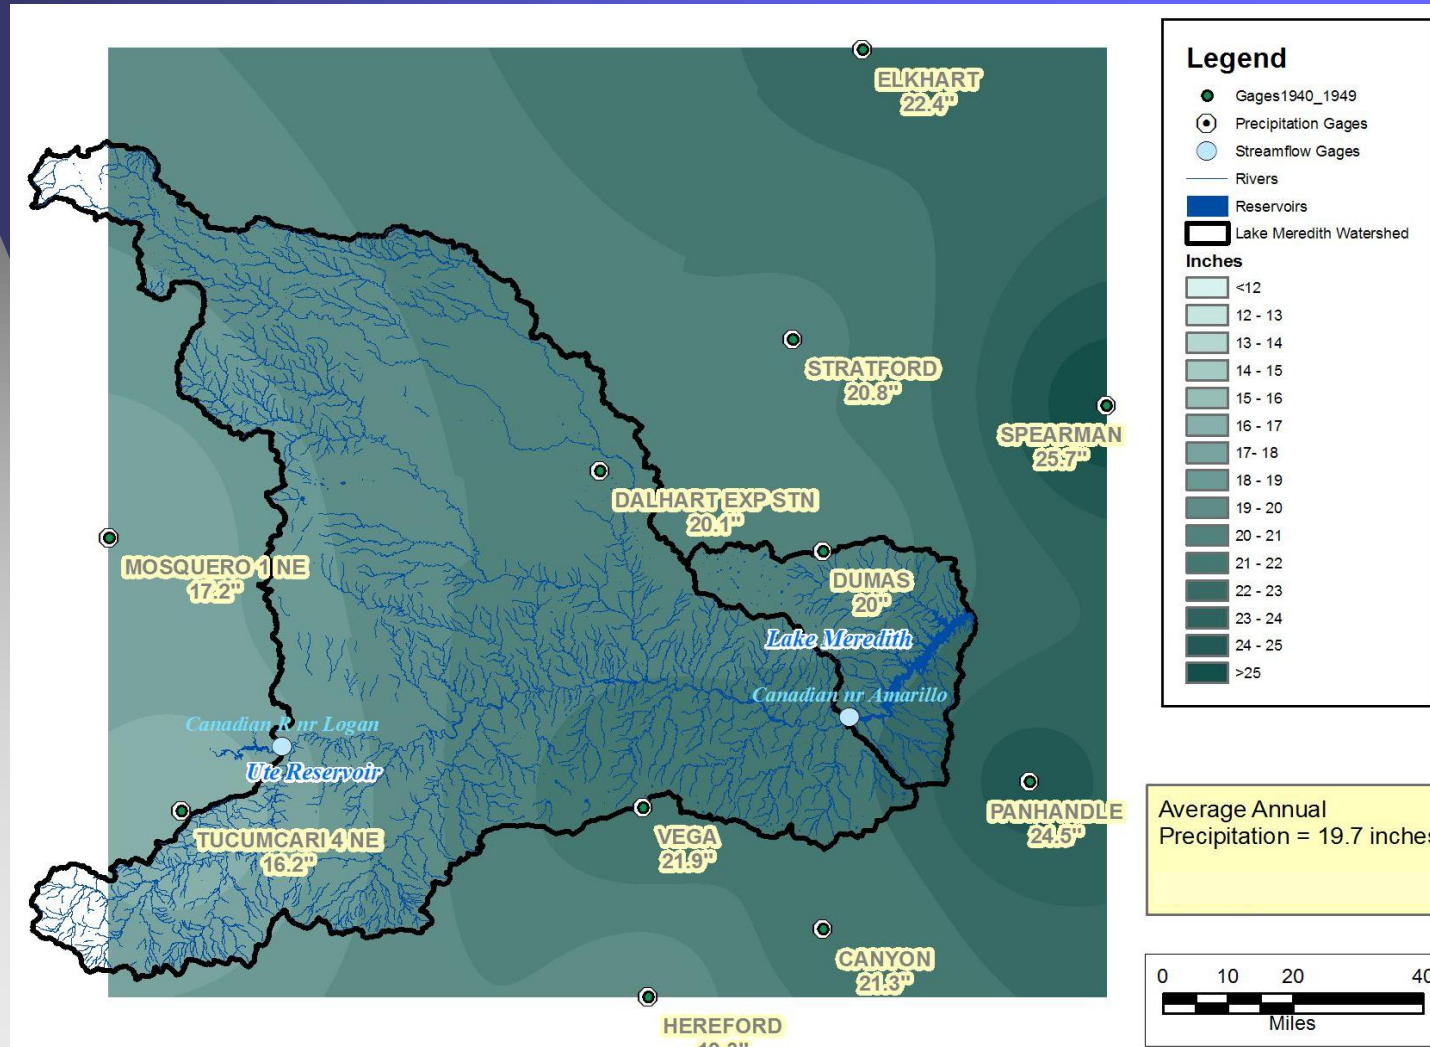 ELKHART
22.4"
STRATFORD
20.8"
SPEARMAN
25.7"
DALHART EXP STN
20.1"
MOSQUERO 1 NE
17.2"
DUMAS
20"
Lake Meredith
Canadian nr Amarillo
Canadian R nr Logan
Ute Reservoir
TUCUMCARI 4 NE
16.2"
VEGA
21.9"
PANHANDLE
24.5"
CANYON
21.3"
HEREFORD
Legend
Gages1940_1949
Precipitation Gages
Streamflow Gages
Rivers
Reservoirs
Lake Meredith Watershed
Inches
<12
12 - 13
13 - 14
14 - 15
15 - 16
16 - 17
17- 18
18 - 19
19 - 20
20 - 21
21 - 22
22 - 23
23 - 24
24 - 25
>25
Average Annual
Precipitation = 19.7 inches
0 10 20 40
Miles